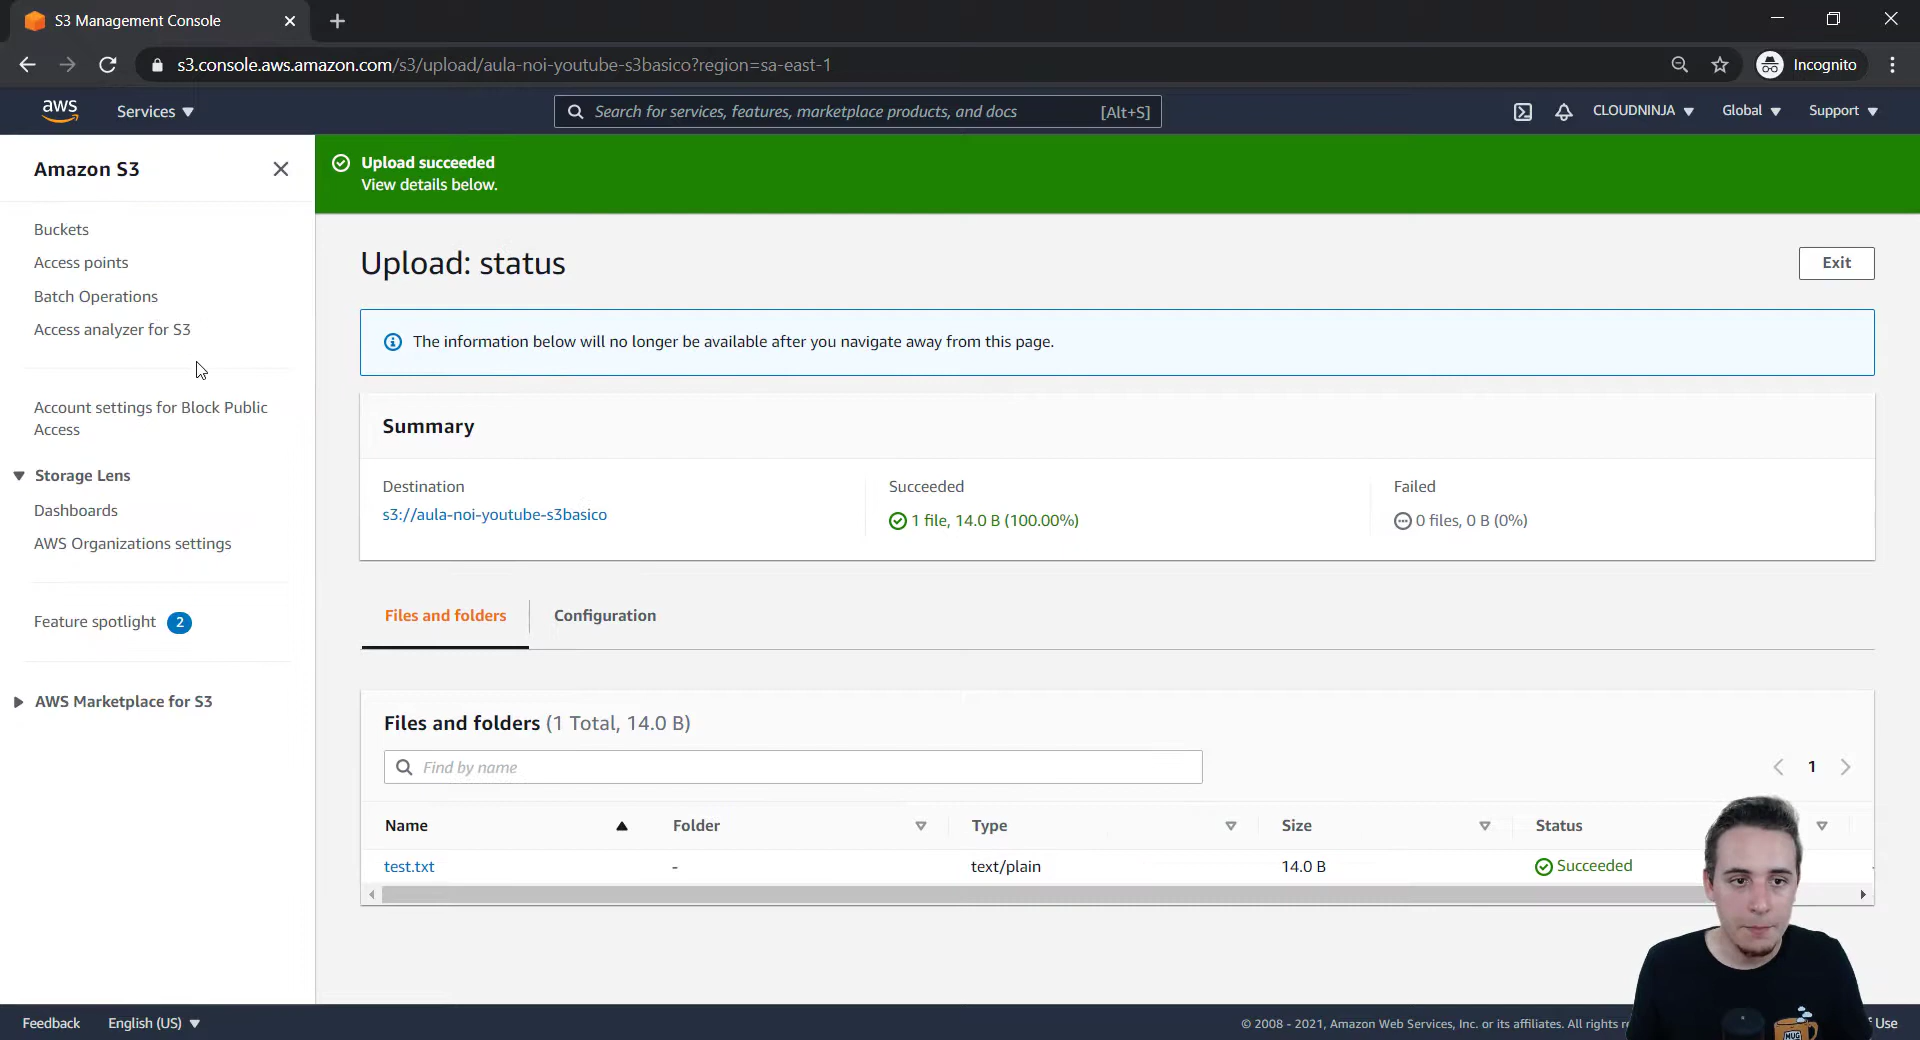 S3 Management Console
s3.console.aws.amazon.com/s3/upload/aula-noi-youtube-s3basico?region=sa-east-1
Incognito
aws
Services
Search for services, features, marketplace products, and docs
[Alt+S]
CLOUDNINJA
Global
Support
Amazon S3
Buckets
Access points
Batch Operations
Access analyzer for S3
Account settings for Block Public
Access
Storage Lens
Dashboards
AWS Organizations settings
Feature spotlight 2
AWS Marketplace for S3
Upload succeeded
View details below.
Upload: status
Exit
The information below will no longer be available after you navigate away from this page.
Summary
Destination
s3://aula-noi-youtube-s3basico
Succeeded
1 file, 14.0 B (100.00%)
Failed
0 files, 0 B (0%)
Files and folders
Configuration
Files and folders (1 Total, 14.0 B)
Find by name
1
Name Folder Type Size Status
test.txt - text/plain 14.0 B Succeeded
Feedback
English (US)
© 2008 - 2021, Amazon Web Services, Inc. or its affiliates. All rights
Use
MUG